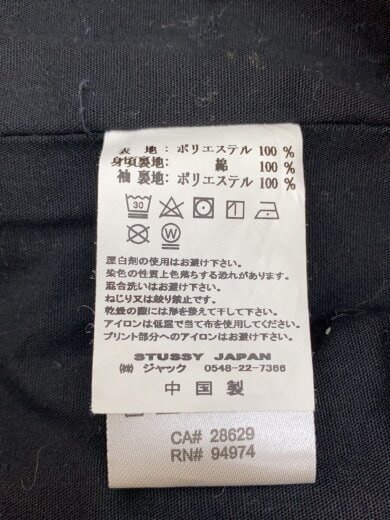 表 地: ポリエステル 100 %
身頃裏地: 綿 100 %
袖 裏地: ポリエステル 100 %
30
W
漂白剤の使用はお避け下さい。
染色の性質上色落ちする恐れがあります。
混合洗いはお避け下さい。
ねじり又は絞り禁止です。
乾燥の際には形を整えて干して下さい。
アイロンは低温で当て布を使用してください。
プリント部分へのアイロンはお避け下さい。
STUSSY JAPAN
㈱ ジャック 0548-22-7366
中 国 製
CA# 28629
RN# 94974